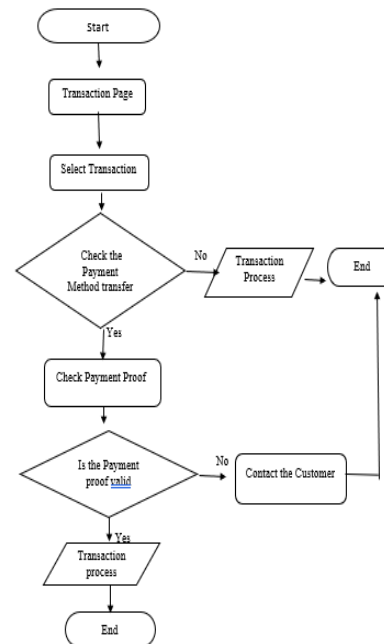 Start
Transaction Page
Select Transaction
Check the
Payment
Method transfer
No
Transaction
Process
End
Yes
Check Payment Proof
Is the Payment
proof valid
No
Contact the Customer
Yes
Transaction
process
End